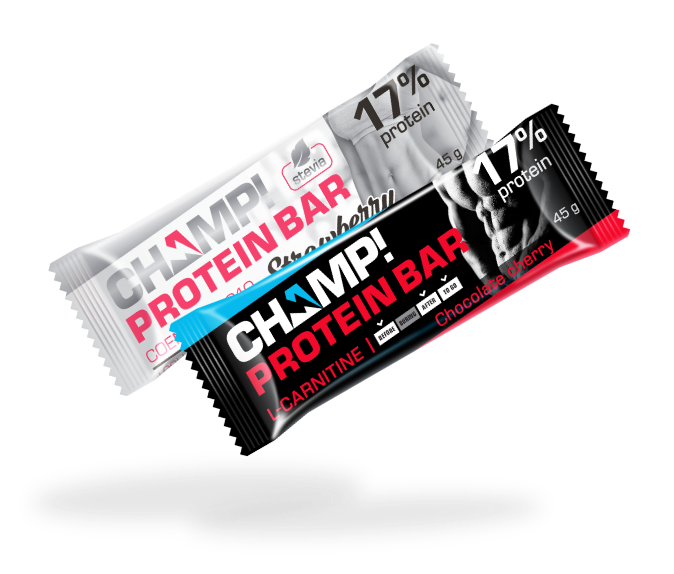 17%
protein
45 g
stevia
CHAMP!
PROTEIN BAR
Strawberry
17%
protein
45 g
CHAMP!
PROTEIN BAR
Chocolate cherry
L-CARNITINE |
BEFORE DURING AFTER TO GO